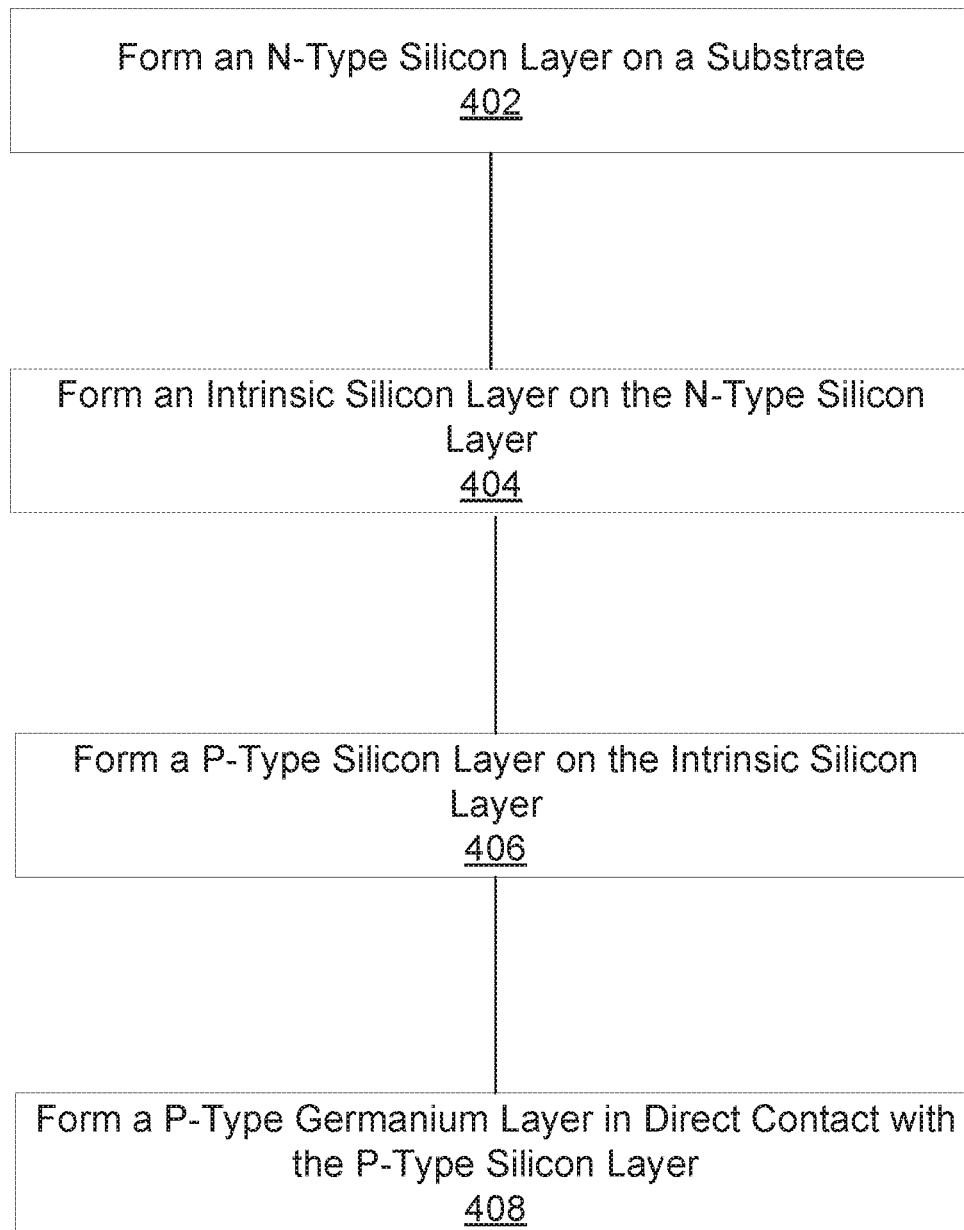 Form an N-Type Silicon Layer on a Substrate
402
Form an Intrinsic Silicon Layer on the N-Type Silicon
Layer
404
Form a P-Type Silicon Layer on the Intrinsic Silicon
Layer
406
Form a P-Type Germanium Layer in Direct Contact with
the P-Type Silicon Layer
408